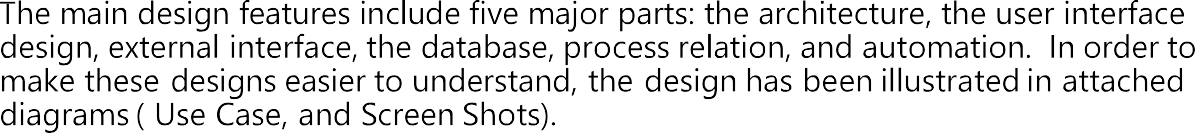 The main design features include five major parts: the architecture, the user interface
design, external interface, the database, process relation, and automation.  In order to
make these designs easier to understand, the design has been illustrated in attached
diagrams ( Use Case, and Screen Shots).